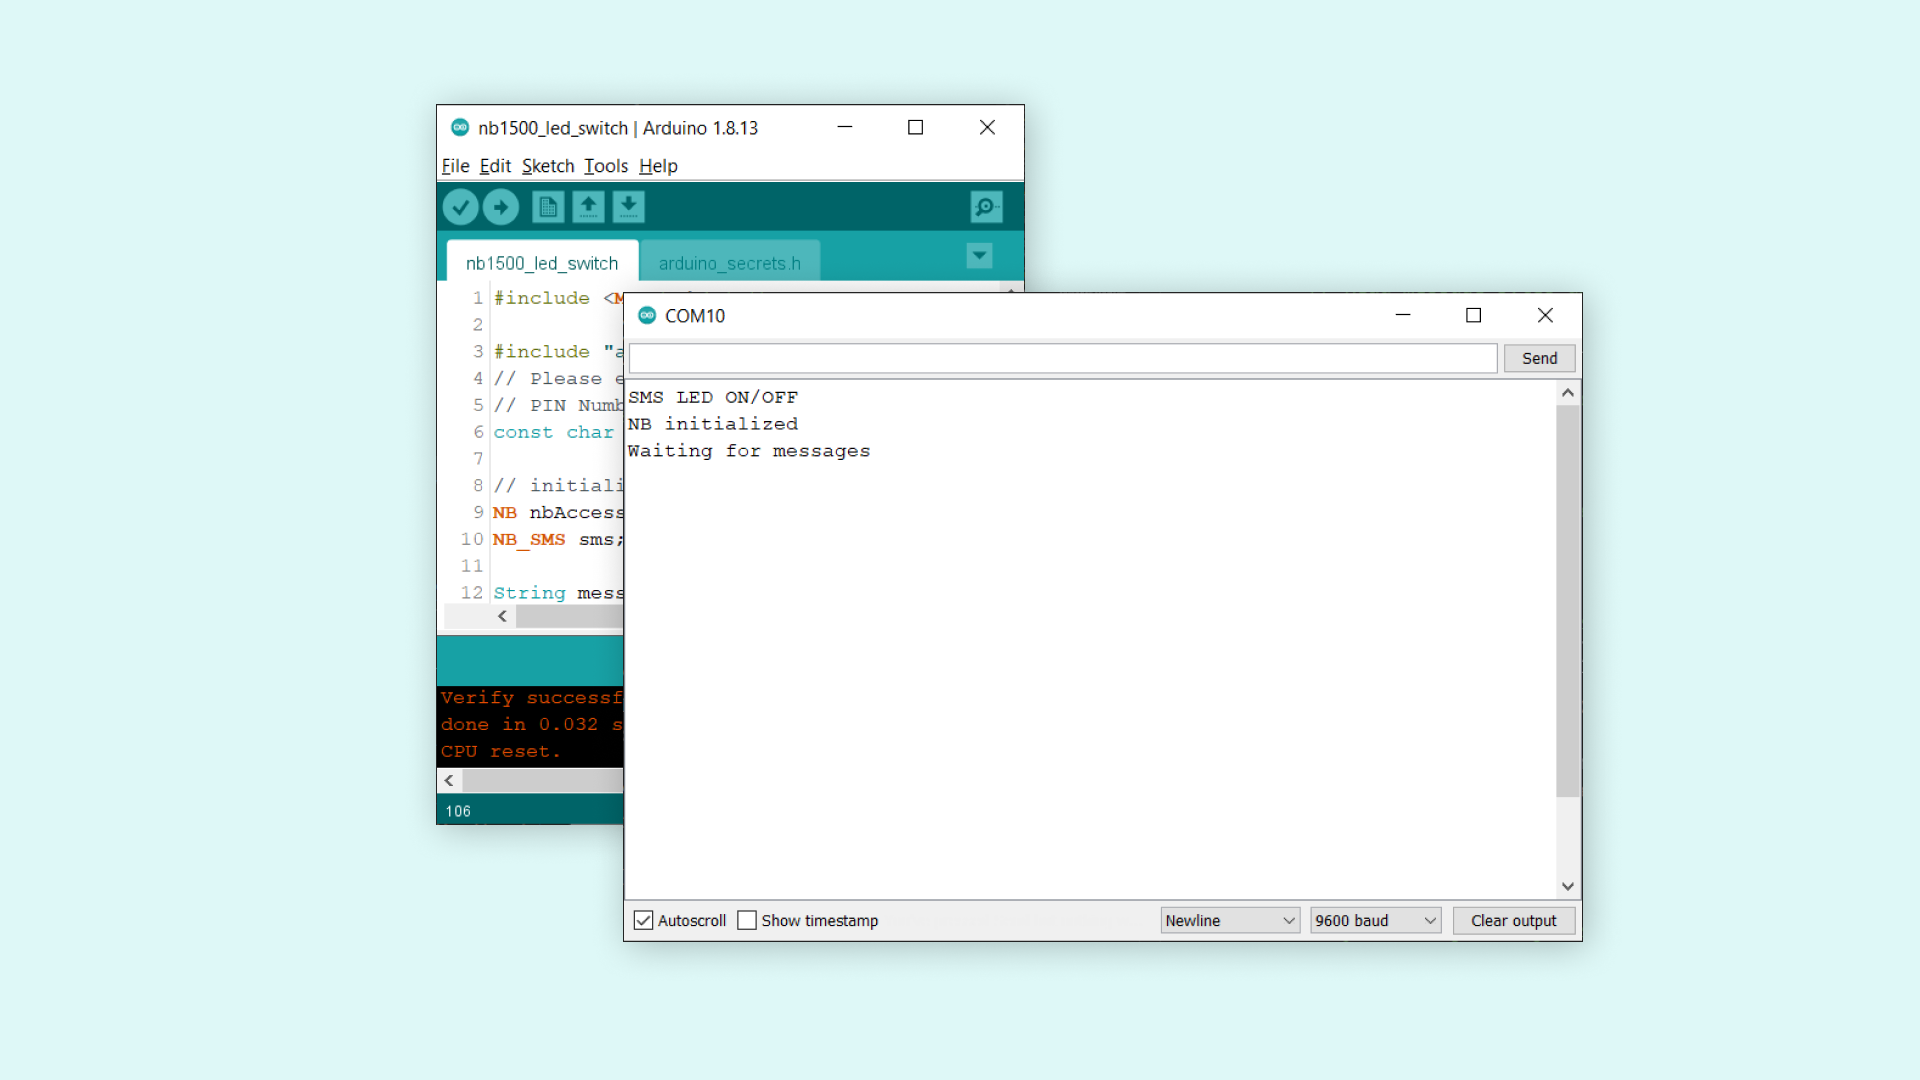 nb1500_led_switch | Arduino 1.8.13
File Edit Sketch Tools Help
nb1500_led_switch
arduino_secrets.h
1 #include <M
2
3 #include "a
4 // Please e
5 // PIN Numb
6 const char
7
8 // initiali
9 NB nbAccess
10 NB_SMS sms;
11
12 String mess
Verify successf
done in 0.032 s
CPU reset.
106
COM10
Send
SMS LED ON/OFF
NB initialized
Waiting for messages
Autoscroll
Show timestamp
Newline
9600 baud
Clear output